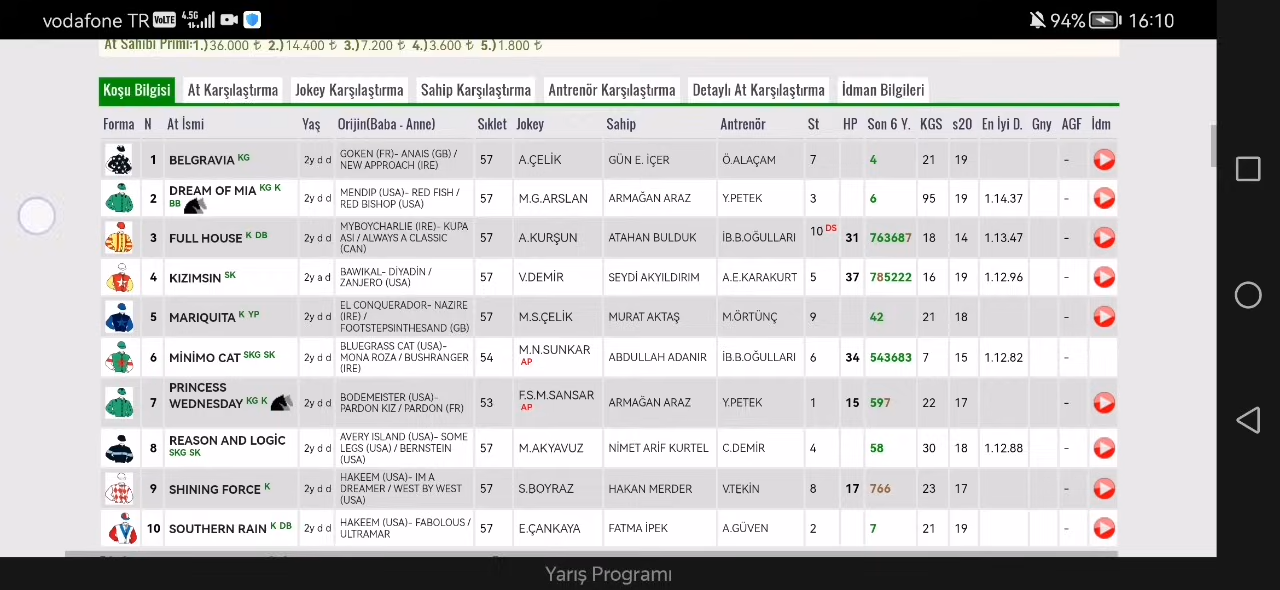 vodafone TR VoLTE 4.5G 94% 16:10
At Sahibi Primi:1.)36.000 ₺ 2.)14.400 ₺ 3.)7.200 ₺ 4.)3.600 ₺ 5.)1.800 ₺
Koşu Bilgisi At Karşılaştırma Jokey Karşılaştırma Sahip Karşılaştırma Antrenör Karşılaştırma Detaylı At Karşılaştırma İdman Bilgileri
Forma N At İsmi Yaş Orijin(Baba - Anne) Sıklet Jokey Sahip Antrenör St HP Son 6 Y. KGS s20 En İyi D. Gny AGF İdm
1 BELGRAVIA KG 2y d d GOKEN (FR)- ANAIS (GB) / NEW APPROACH (IRE) 57 A.ÇELİK GÜN E. İÇER Ö.ALAÇAM 7 4 21 19 -
2 DREAM OF MIA KG K BB 2y d d MENDIP (USA)- RED FISH / RED BISHOP (USA) 57 M.G.ARSLAN ARMAĞAN ARAZ Y.PETEK 3 6 95 19 1.14.37 -
3 FULL HOUSE K DB 2y d d MYBOYCHARLIE (IRE)- KUPA ASI / ALWAYS A CLASSIC (CAN) 57 A.KURŞUN ATAHAN BULDUK İB.B.OĞULLARI 10 DS 31 763687 18 14 1.13.47 -
4 KIZIMSIN SK 2y a d BAWIKAL- DİYADİN / ZANJERO (USA) 57 V.DEMİR SEYDİ AKYILDIRIM A.E.KARAKURT 5 37 785222 16 19 1.12.96 -
5 MARIQUITA K YP 2y d d EL CONQUERADOR- NAZIRE (IRE) / FOOTSTEPSINTHESAND (GB) 57 M.S.ÇELİK MURAT AKTAŞ M.ÖRTÜNÇ 9 42 21 18 -
6 MİNİMO CAT SKG SK 2y d d BLUEGRASS CAT (USA)- MONA ROZA / BUSHRANGER (IRE) 54 M.N.SUNKAR AP ABDULLAH ADANIR İB.B.OĞULLARI 6 34 543683 7 15 1.12.82 -
7 PRINCESS WEDNESDAY KG K 2y d d BODEMEISTER (USA)- PARDON KIZ / PARDON (FR) 53 F.S.M.SANSAR AP ARMAĞAN ARAZ Y.PETEK 1 15 597 22 17 -
8 REASON AND LOGİC SKG SK 2y d d AVERY ISLAND (USA)- SOME LEGS (USA) / BERNSTEIN (USA) 57 M.AKYAVUZ NİMET ARİF KURTEL C.DEMİR 4 58 30 18 1.12.88 -
9 SHINING FORCE K 2y d d HAKEEM (USA)- IM A DREAMER / WEST BY WEST (USA) 57 S.BOYRAZ HAKAN MERDER V.TEKİN 8 17 766 23 17 -
10 SOUTHERN RAIN K DB 2y d d HAKEEM (USA)- FABOLOUS / ULTRAMAR 57 E.ÇANKAYA FATMA İPEK A.GÜVEN 2 7 21 19 -
Yarış Programı